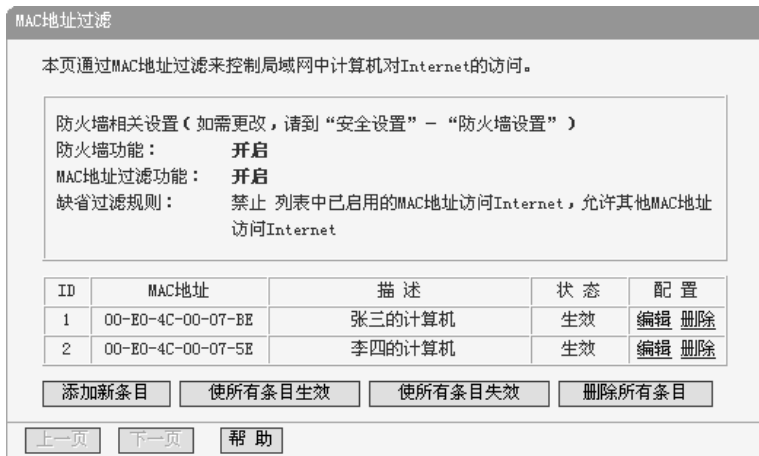 MAC地址过滤
本页通过MAC地址过滤来控制局域网中计算机对Internet的访问。
防火墙相关设置(如需更改,请到“安全设置”-“防火墙设置”)
防火墙功能: 开启
MAC地址过滤功能: 开启
缺省过滤规则: 禁止 列表中已启用的MAC地址访问Internet,允许其他MAC地址
访问Internet
ID MAC地址 描 述 状 态 配 置
1 00-E0-4C-00-07-BE 张三的计算机 生效 编辑 删除
2 00-E0-4C-00-07-5E 李四的计算机 生效 编辑 删除
添加新条目 使所有条目生效 使所有条目失效 删除所有条目
上一页 下一页 帮 助